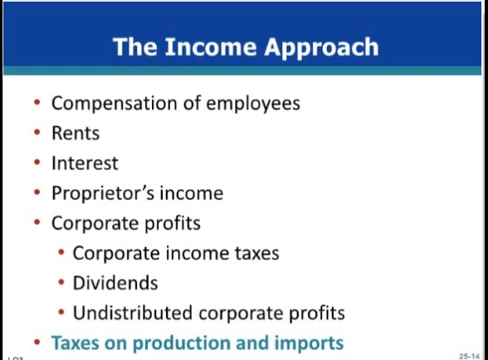 The Income Approach
• Compensation of employees
• Rents
• Interest
• Proprietor's income
• Corporate profits
• Corporate income taxes
• Dividends
• Undistributed corporate profits
• Taxes on production and imports
25-14